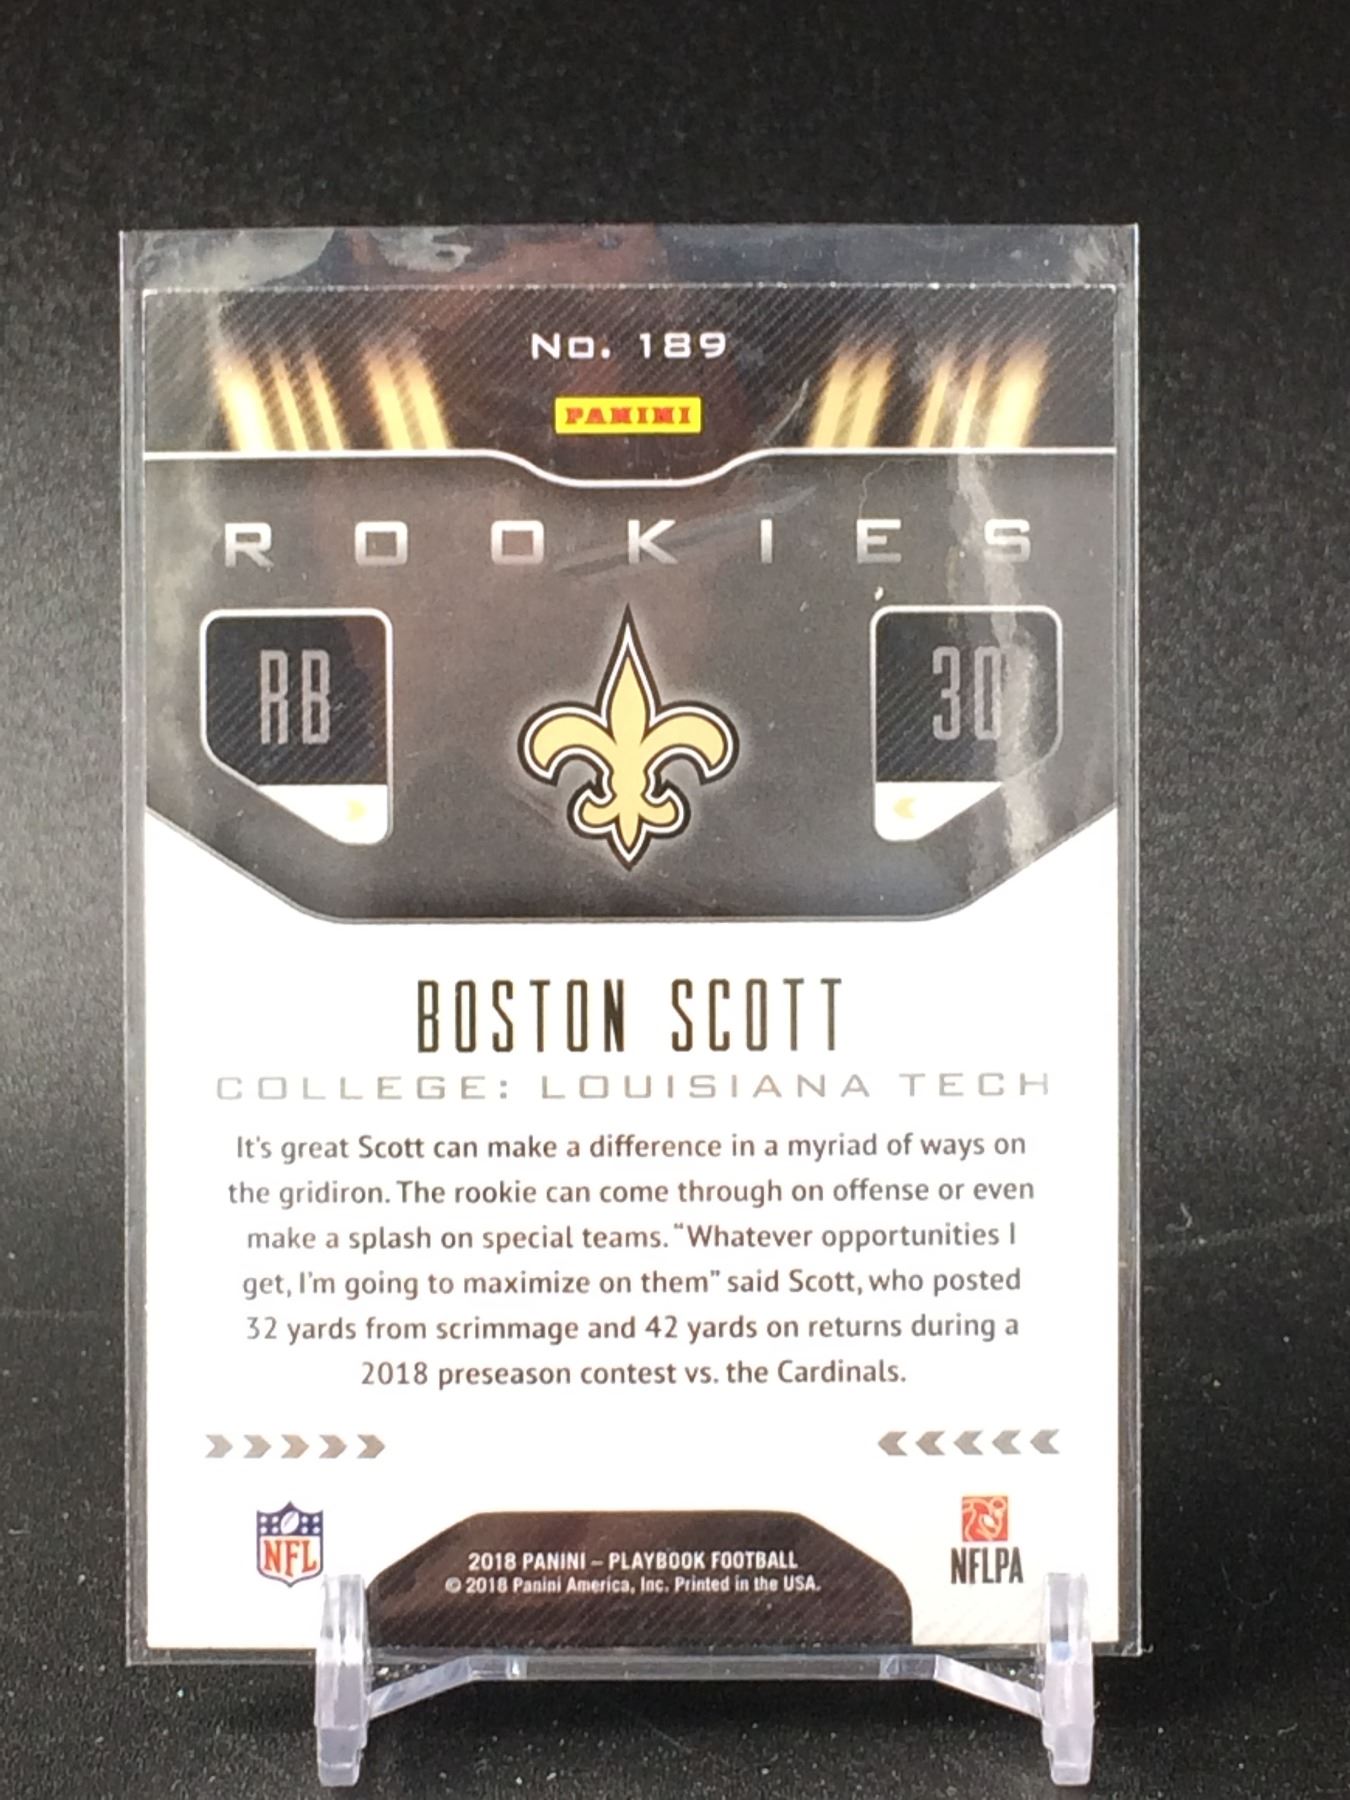 No. 189
PANINI
ROOKIES
RB
30
BOSTON SCOTT
COLLEGE: LOUISIANA TECH
It's great Scott can make a difference in a myriad of ways on
the gridiron. The rookie can come through on offense or even
make a splash on special teams. "Whatever opportunities I
get, I'm going to maximize on them" said Scott, who posted
32 yards from scrimmage and 42 yards on returns during a
2018 preseason contest vs. the Cardinals.
NFL
NFLPA
2018 PANINI – PLAYBOOK FOOTBALL
© 2018 Panini America, Inc. Printed in the USA.